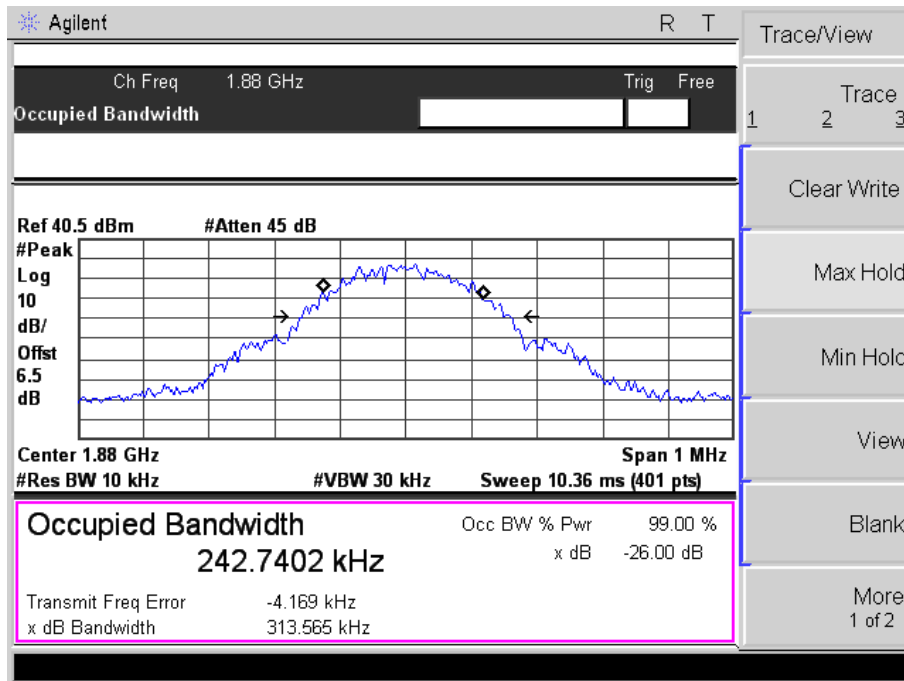 Agilent R T
Trace/View
Ch Freq 1.88 GHz Trig Free
Occupied Bandwidth
Trace
1 2 3
Clear Write
Max Hold
Min Hold
View
Blank
More
1 of 2
Ref 40.5 dBm #Atten 45 dB
#Peak
Log
10
dB/
Offst
6.5
dB
Center 1.88 GHz Span 1 MHz
#Res BW 10 kHz #VBW 30 kHz Sweep 10.36 ms (401 pts)
Occupied Bandwidth Occ BW % Pwr 99.00 %
242.7402 kHz x dB -26.00 dB
Transmit Freq Error -4.169 kHz
x dB Bandwidth 313.565 kHz